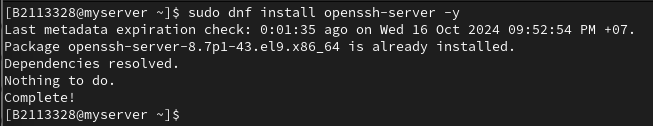 [B2113328@myserver ~]$ sudo dnf install openssh-server -y
Last metadata expiration check: 0:01:35 ago on Wed 16 Oct 2024 09:52:54 PM +07.
Package openssh-server-8.7p1-43.el9.x86_64 is already installed.
Dependencies resolved.
Nothing to do.
Complete!
[B2113328@myserver ~]$